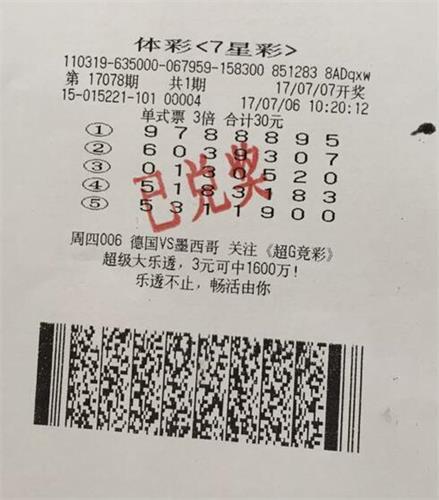 体彩<7星彩>
110319-635000-067959-158300 851283 8ADqxw
第 17078期 共1期 17/07/07开奖
15-015221-101 00004 17/07/06 10:20:12
单式票 3倍 合计30元
① 9 7 8 8 8 9 5
② 6 0 3 9 3 0 7
③ 0 1 3 0 5 2 0
④ 5 1 8 3 1 8 3
⑤ 5 3 1 1 9 0 0
已兑奖
周四006 德国VS墨西哥 关注《超G竞彩》
超级大乐透，3元可中1600万！
乐透不止，畅活由你